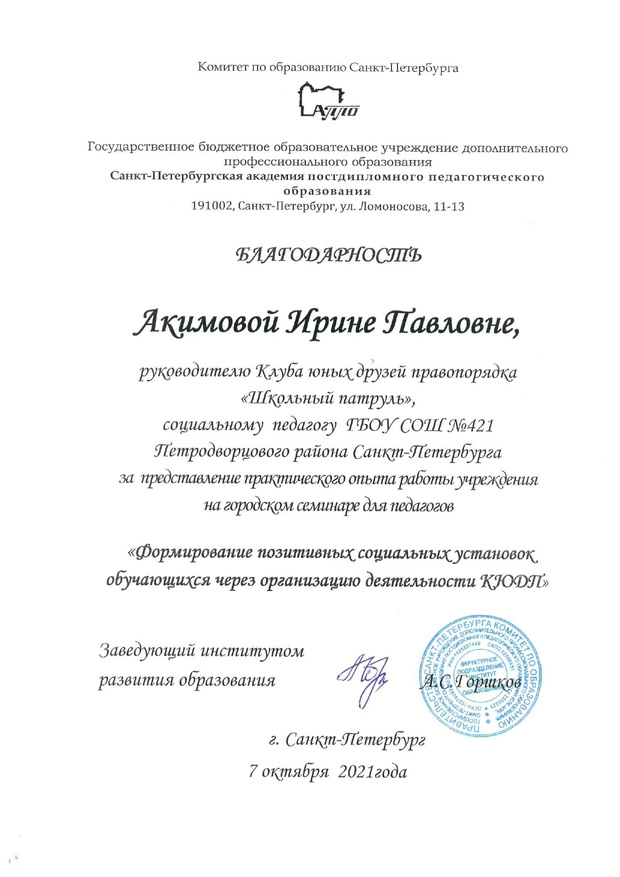 Комитет по образованию Санкт-Петербурга
АППО
Государственное бюджетное образовательное учреждение дополнительного
профессионального образования
Санкт-Петербургская академия постдипломного педагогического
образования
191002, Санкт-Петербург, ул. Ломоносова, 11-13
БЛАГОДАРНОСТЬ
Акимовой Ирине Павловне,
руководителю Клуба юных друзей правопорядка
«Школьный патруль»,
социальному педагогу ГБОУ СОШ №421
Петродворцового района Санкт-Петербурга
за представление практического опыта работы учреждения
на городском семинаре для педагогов
«Формирование позитивных социальных установок
обучающихся через организацию деятельности КЮДП»
Заведующий институтом
развития образования
А.С.Горшков
ПРАВИТЕЛЬСТВО САНКТ-ПЕТЕРБУРГА КОМИТЕТ ПО ОБРАЗОВАНИЮ
СТРУКТУРНОЕ
ПОДРАЗДЕЛЕНИЕ
ИНСТИТУТ
ОБРАЗОВАНИЯ
г. Санкт-Петербург
7 октября 2021года